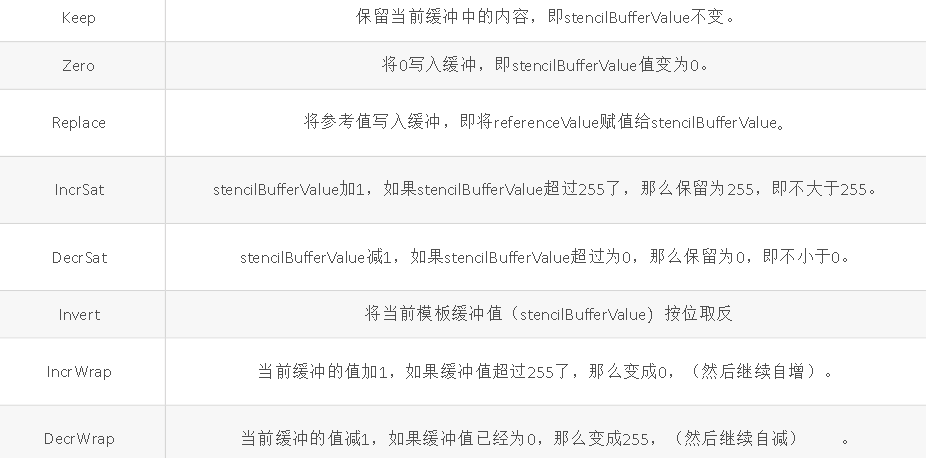 Keep 保留当前缓冲中的内容，即stencilBufferValue不变。
Zero 将0写入缓冲，即stencilBufferValue值变为0。
Replace 将参考值写入缓冲，即将referenceValue赋值给stencilBufferValue。
IncrSat stencilBufferValue加1，如果stencilBufferValue超过255了，那么保留为255，即不大于255。
DecrSat stencilBufferValue减1，如果stencilBufferValue超过为0，那么保留为0，即不小于0。
Invert 将当前模板缓冲值（stencilBufferValue）按位取反
IncrWrap 当前缓冲的值加1，如果缓冲值超过255了，那么变成0，（然后继续自增）。
DecrWrap 当前缓冲的值减1，如果缓冲值已经为0，那么变成255，（然后继续自减） 。